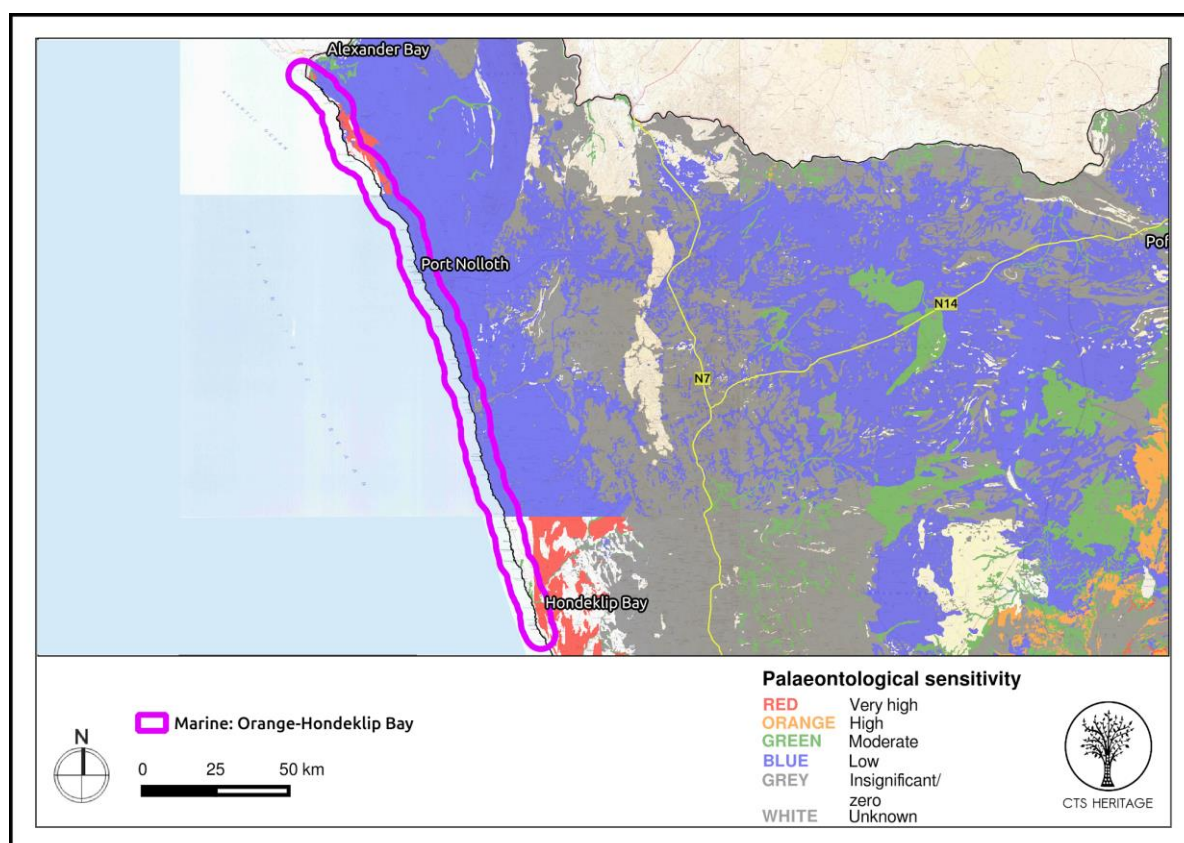 Alexander Bay
Port Nolloth
Pof
N14
N7
Hondeklip Bay
Marine: Orange-Hondeklip Bay
N
0 25 50 km
Palaeontological sensitivity
RED Very high
ORANGE High
GREEN Moderate
BLUE Low
GREY Insignificant/
zero
WHITE Unknown
CTS HERITAGE